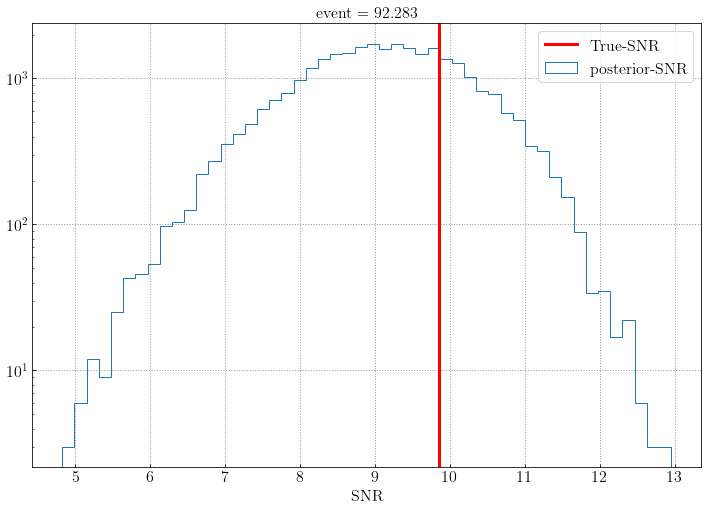 event = 92.283
True-SNR
posterior-SNR
10³
10²
10¹
5 6 7 8 9 10 11 12 13
SNR